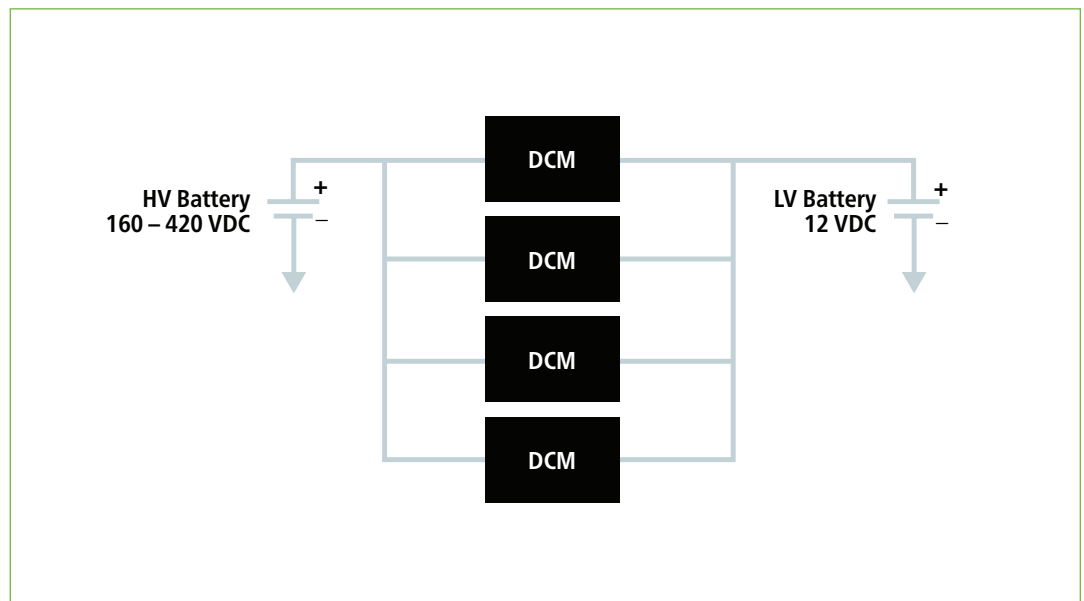 HV Battery
160 – 420 VDC
+
–
DCM
DCM
DCM
DCM
LV Battery
12 VDC
+
–